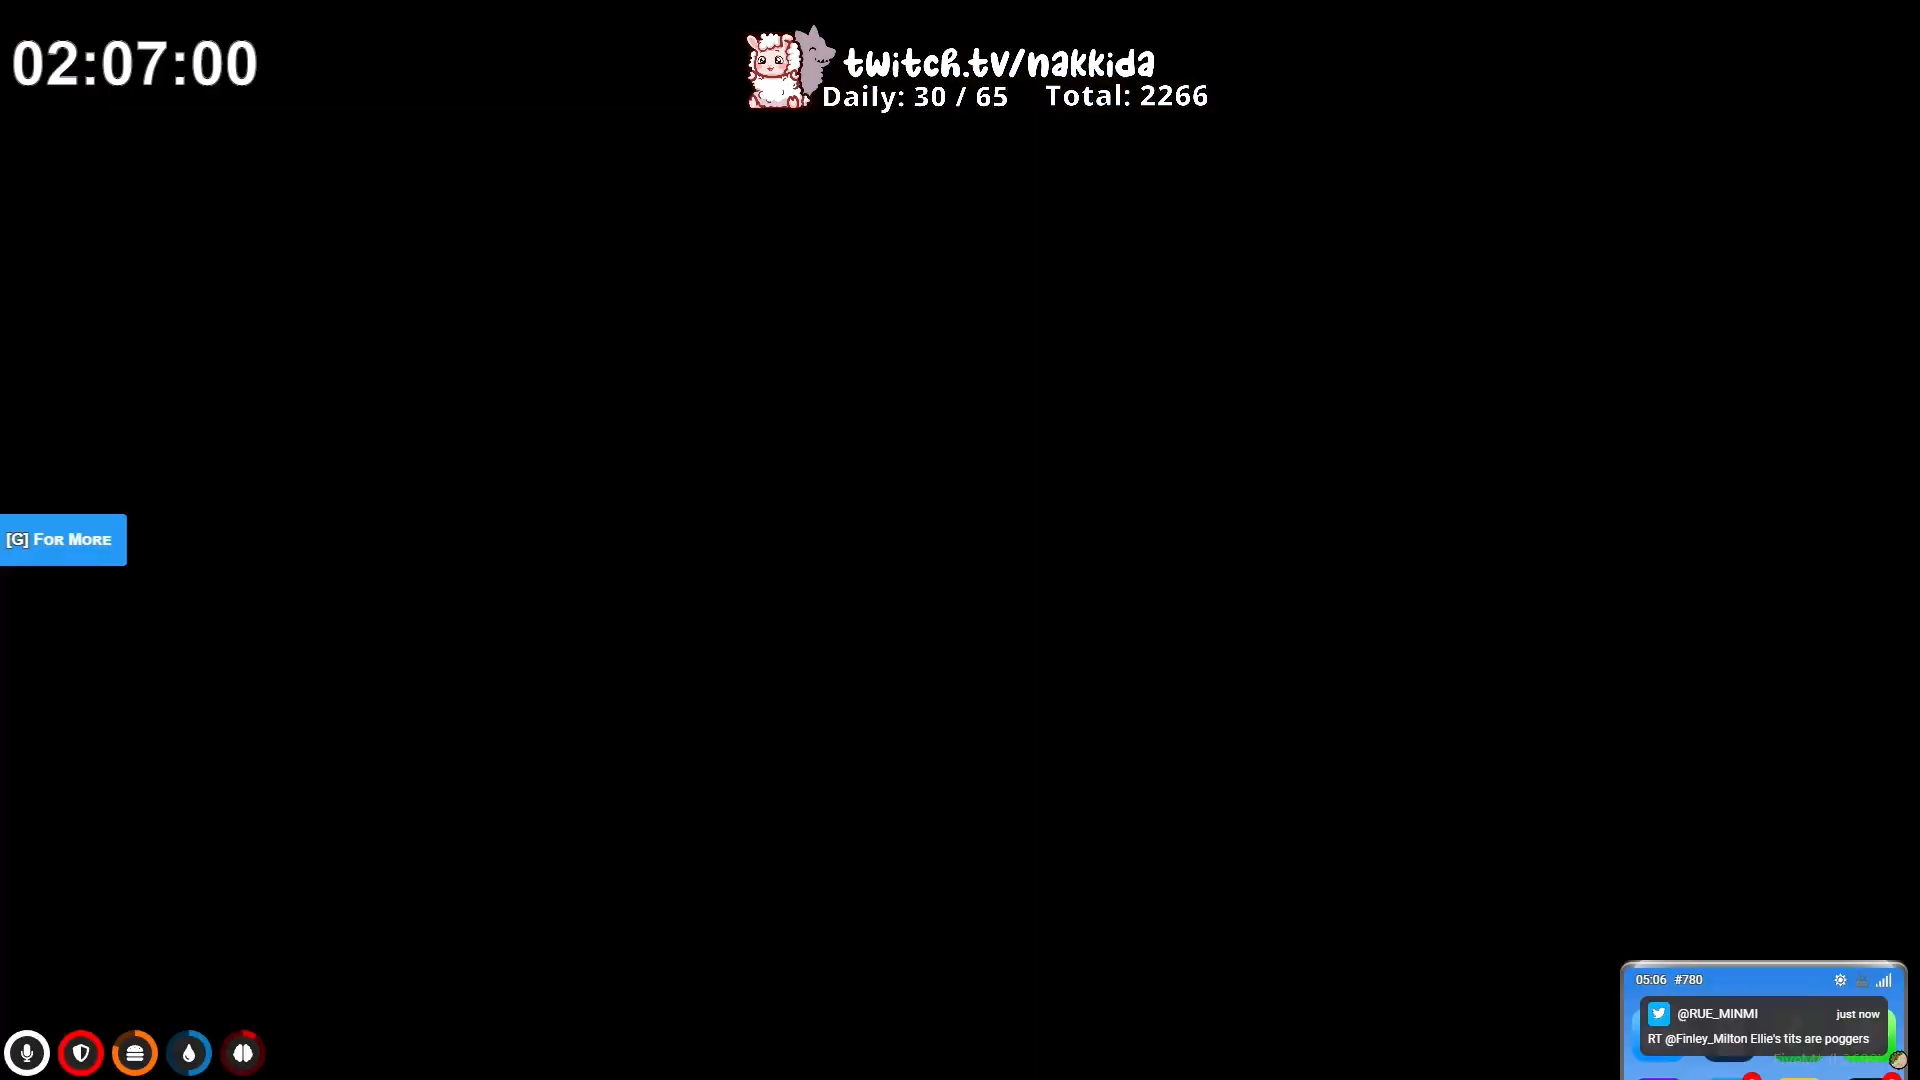 02:07:00
twitch.tv/nakkida
Daily: 30 / 65 Total: 2266
[G] FOR MORE
05:06 #780
@RUE_MINMI just now
RT @Finley_Milton Ellie's tits are poggers